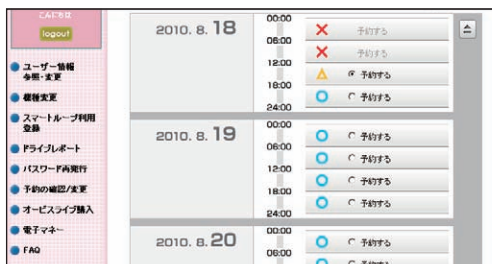 こんにちは
logout
ユーザー情報
参照・変更
機種変更
スマートループ利用
登録
ドライブレポート
パスワード再発行
予約の確認/変更
オービスライブ購入
電子マネー
FAQ
2010. 8. 18
00:00
予約する
06:00
予約する
12:00
予約する
18:00
予約する
24:00
2010. 8. 19
00:00
予約する
06:00
予約する
12:00
予約する
18:00
予約する
24:00
2010. 8. 20
00:00
予約する
06:00
予約する